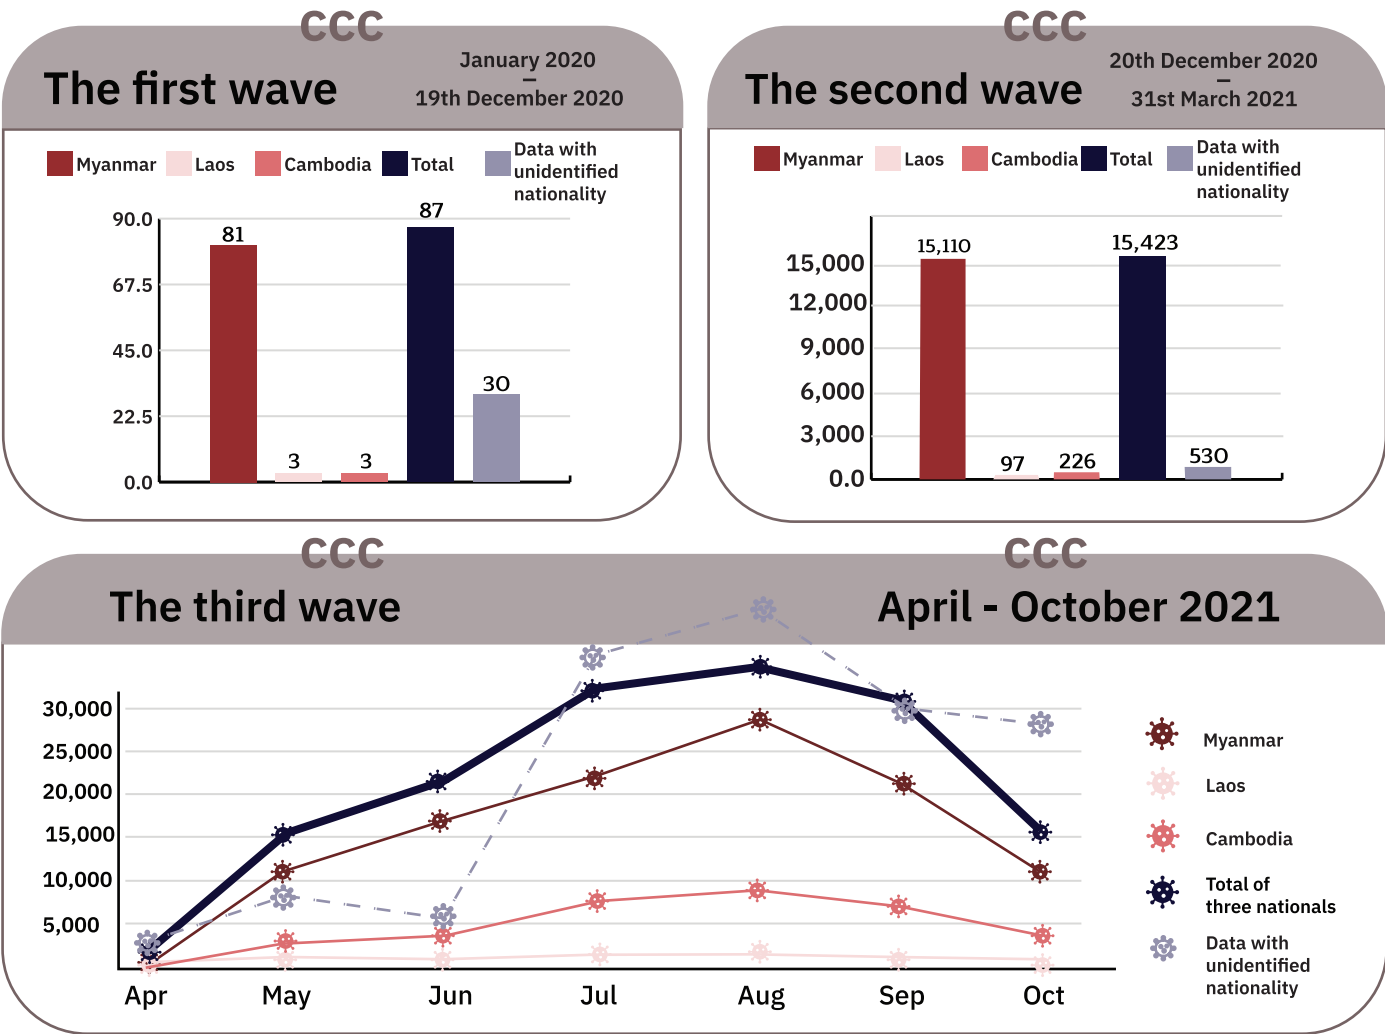 CCC
The first wave
January 2020
–
19th December 2020
Myanmar
Laos
Cambodia
Total
Data with
unidentified
nationality
90.0
67.5
45.0
22.5
0.0
81
3
3
87
30
CCC
The second wave
20th December 2020
–
31st March 2021
Myanmar
Laos
Cambodia
Total
Data with
unidentified
nationality
15,000
12,000
9,000
6,000
3,000
0.0
15,110
97
226
15,423
530
CCC
CCC
The third wave
April - October 2021
30,000
25,000
20,000
15,000
10,000
5,000
Apr
May
Jun
Jul
Aug
Sep
Oct
Myanmar
Laos
Cambodia
Total of
three nationals
Data with
unidentified
nationality